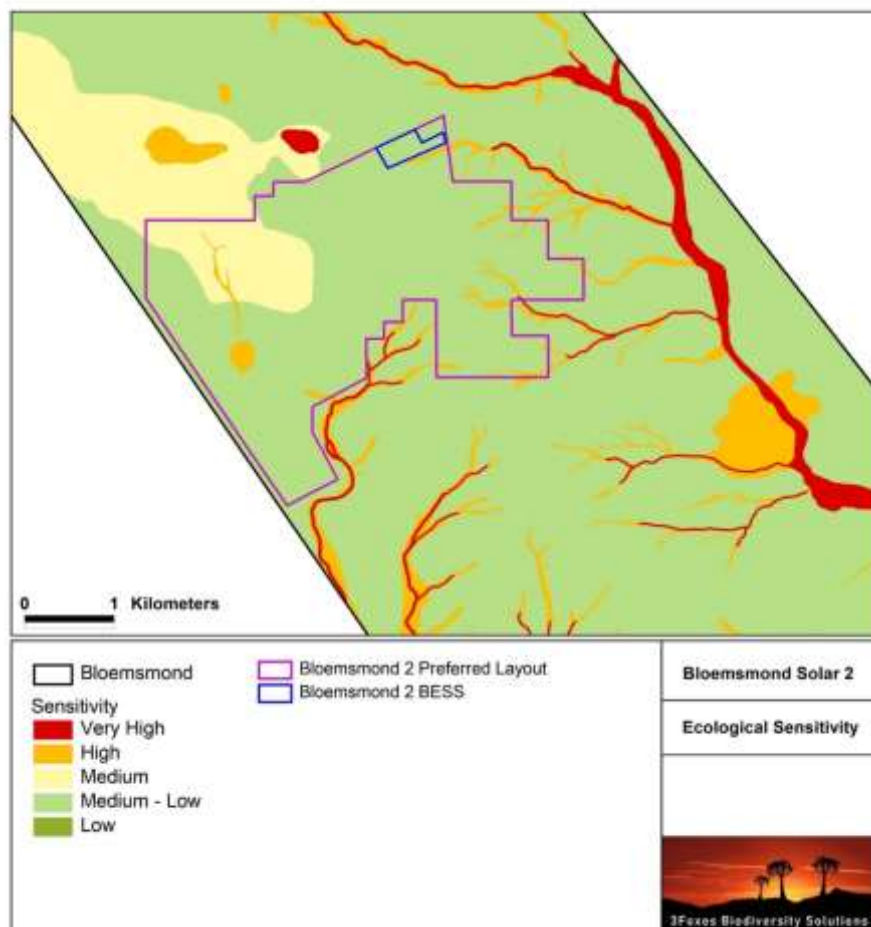 0 1 Kilometers
Bloemsmond
Sensitivity
Very High
High
Medium
Medium - Low
Low
Bloemsmond 2 Preferred Layout
Bloemsmond 2 BESS
Bloemsmond Solar 2
Ecological Sensitivity
3Foxes Biodiversity Solutions